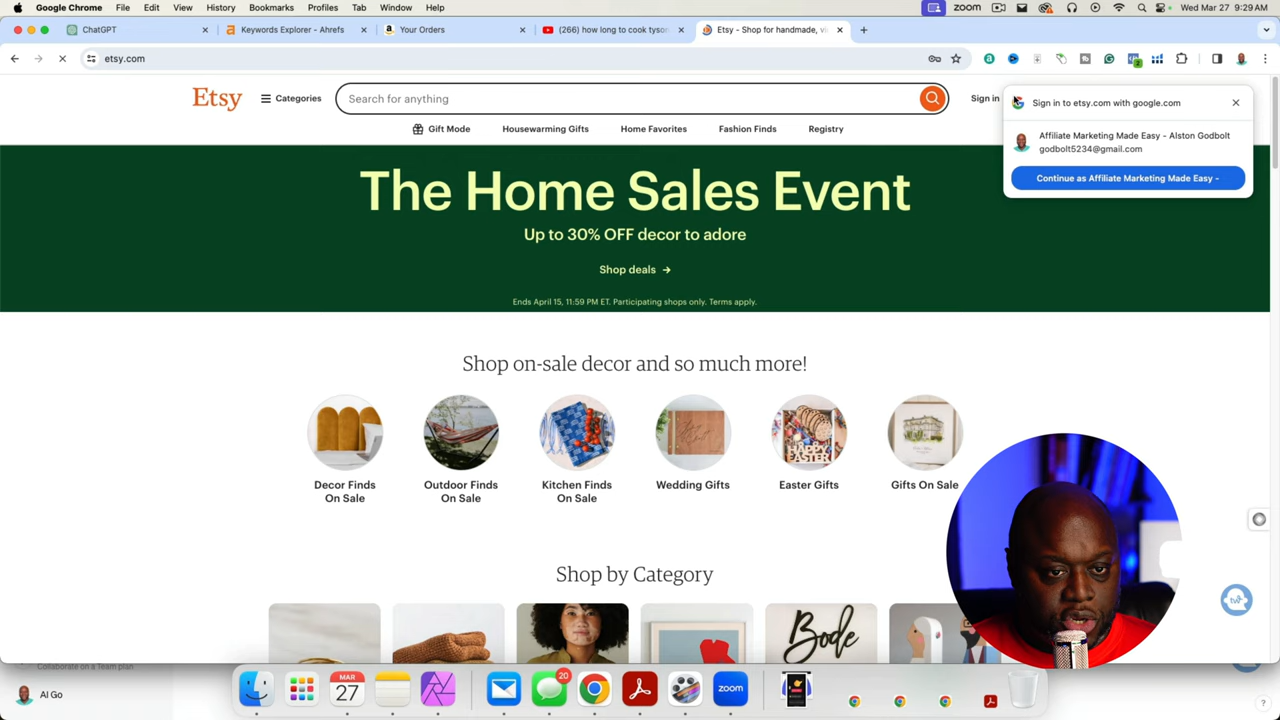 Google Chrome File Edit View History Bookmarks Profiles Tab Window Help zoom Wed Mar 27 9:29AM
ChatGPT Keywords Explorer - Ahrefs Your Orders (266) how long to cook tyso Etsy - Shop for handmade, vi
etsy.com
Etsy Categories Search for anything Sign in
Gift Mode Housewarming Gifts Home Favorites Fashion Finds Registry
Sign in to etsy.com with google.com
Affiliate Marketing Made Easy - Alston Godbolt
godbolt5234@gmail.com
Continue as Affiliate Marketing Made Easy -
The Home Sales Event
Up to 30% OFF decor to adore
Shop deals →
Ends April 15, 11:59 PM ET. Participating shops only. Terms apply.
Shop on-sale decor and so much more!
HAPPY
EASTER
Decor Finds
On Sale
Outdoor Finds
On Sale
Kitchen Finds
On Sale
Wedding Gifts
Easter Gifts
Gifts On Sale
Shop by Category
Bode
Collaborate on a Team plan
Al Go
MAR
27
20
zoom